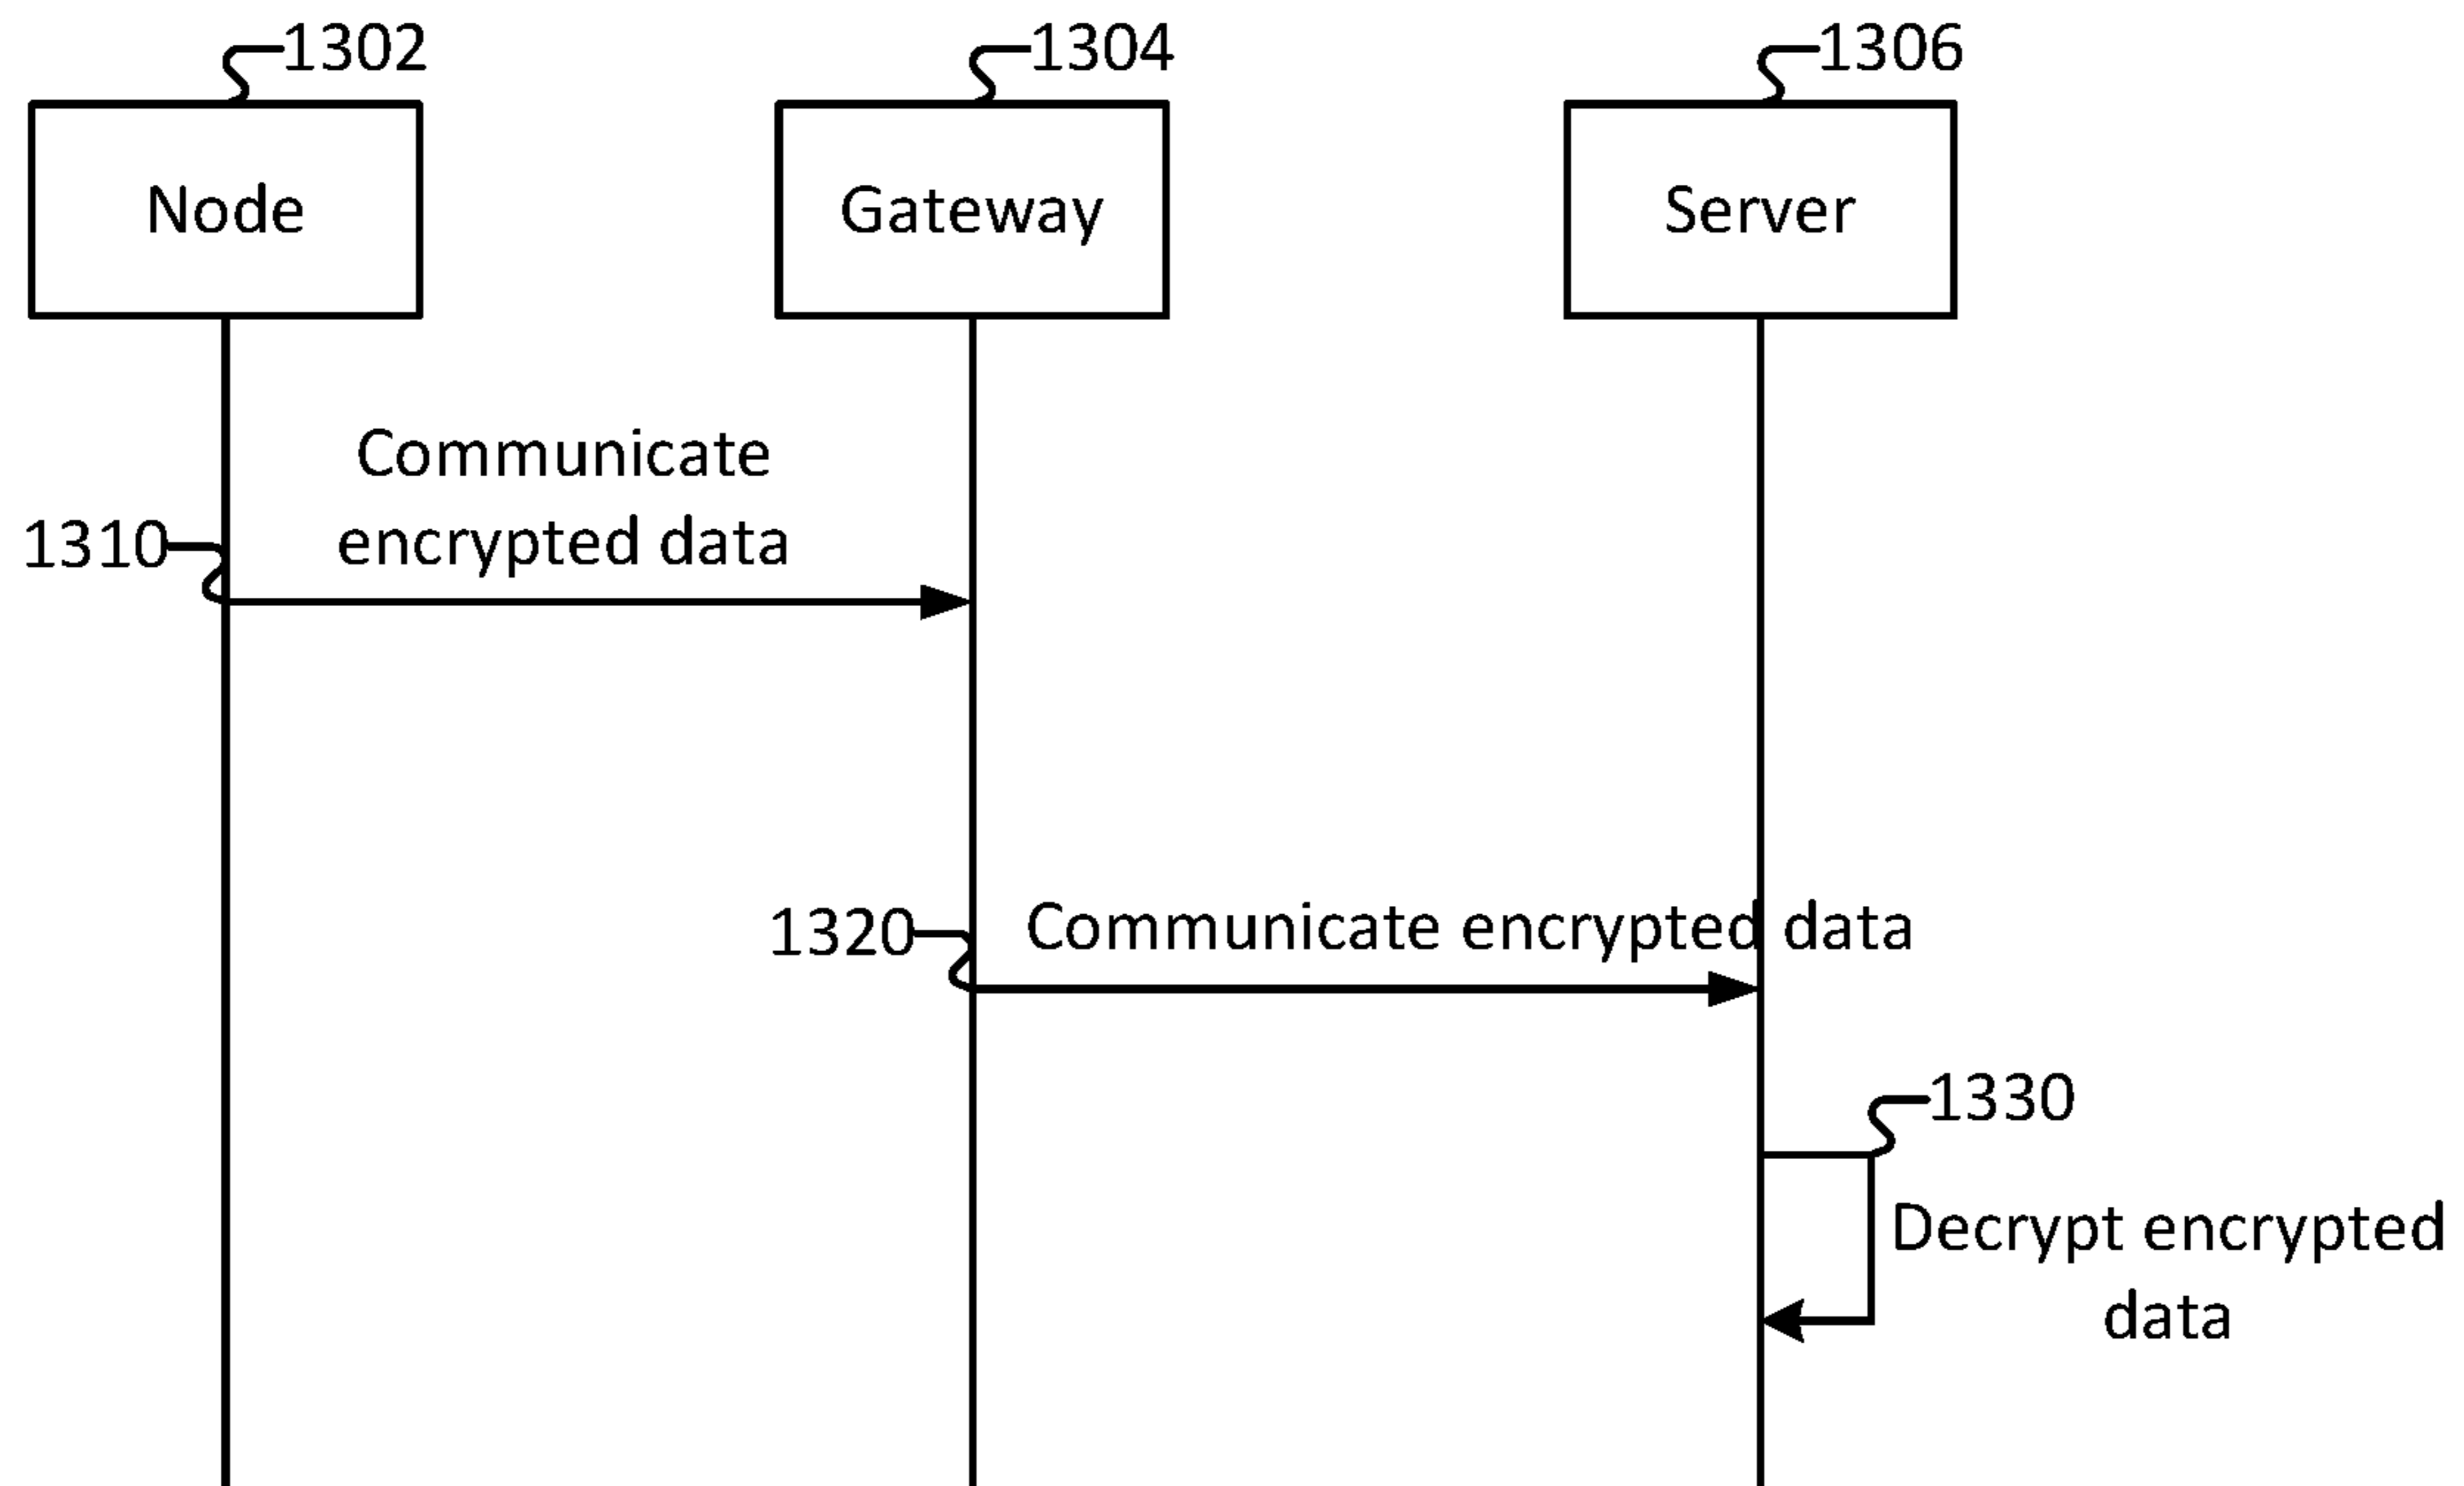 1302
1304
1306
Node
Gateway
Server
Communicate
encrypted data
1310
1320
Communicate encrypted data
1330
Decrypt encrypted
data